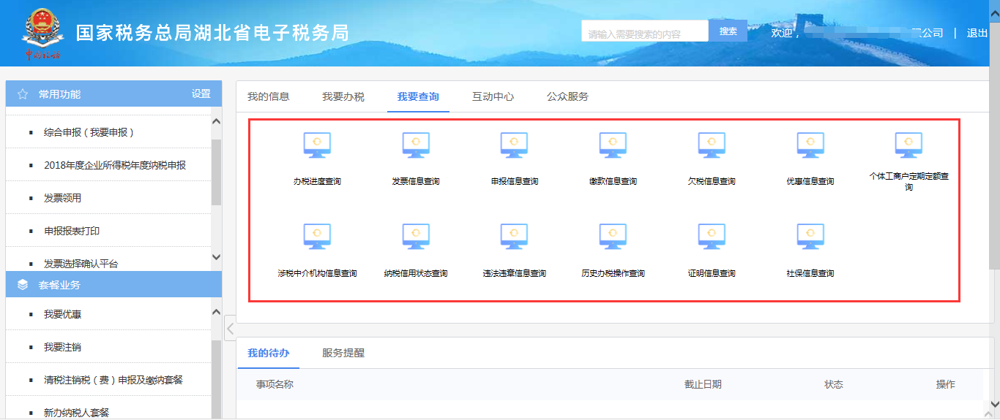 国家税务总局湖北省电子税务局
请输入需要搜索的内容
搜索
欢迎，
公司 | 退出
常用功能
设置
综合申报（我要申报）
2018年度企业所得税年度纳税申报
发票领用
申报报表打印
发票选择确认平台
套餐业务
我要优惠
我要注销
清税注销税（费）申报及缴纳套餐
新办纳税人套餐
我的信息
我要办税
我要查询
互动中心
公众服务
办税进度查询
发票信息查询
申报信息查询
缴款信息查询
欠税信息查询
优惠信息查询
个体工商户定期定额查
询
涉税中介机构信息查询
纳税信用状态查询
违法违章信息查询
历史办税操作查询
证明信息查询
社保信息查询
我的待办
服务提醒
事项名称
截止日期
状态
操作